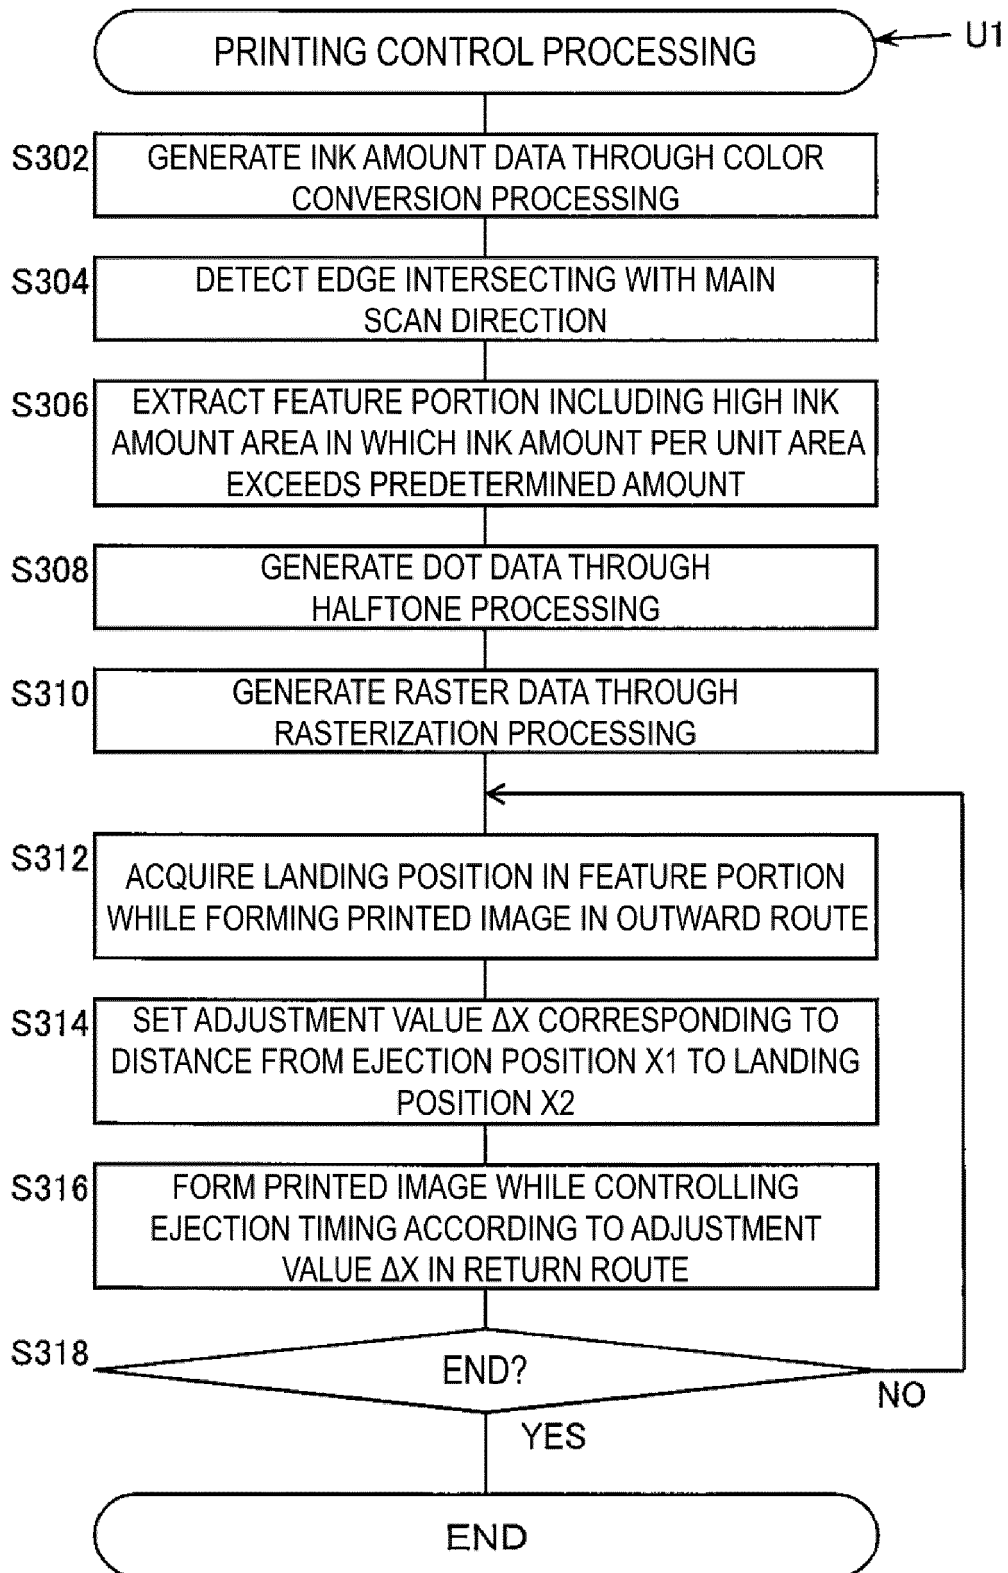 PRINTING CONTROL PROCESSING
U1
S302
GENERATE INK AMOUNT DATA THROUGH COLOR
CONVERSION PROCESSING
S304
DETECT EDGE INTERSECTING WITH MAIN
SCAN DIRECTION
S306
EXTRACT FEATURE PORTION INCLUDING HIGH INK
AMOUNT AREA IN WHICH INK AMOUNT PER UNIT AREA
EXCEEDS PREDETERMINED AMOUNT
S308
GENERATE DOT DATA THROUGH
HALFTONE PROCESSING
S310
GENERATE RASTER DATA THROUGH
RASTERIZATION PROCESSING
S312
ACQUIRE LANDING POSITION IN FEATURE PORTION
WHILE FORMING PRINTED IMAGE IN OUTWARD ROUTE
S314
SET ADJUSTMENT VALUE ΔX CORRESPONDING TO
DISTANCE FROM EJECTION POSITION X1 TO LANDING
POSITION X2
S316
FORM PRINTED IMAGE WHILE CONTROLLING
EJECTION TIMING ACCORDING TO ADJUSTMENT
VALUE ΔX IN RETURN ROUTE
S318
END?
NO
YES
END